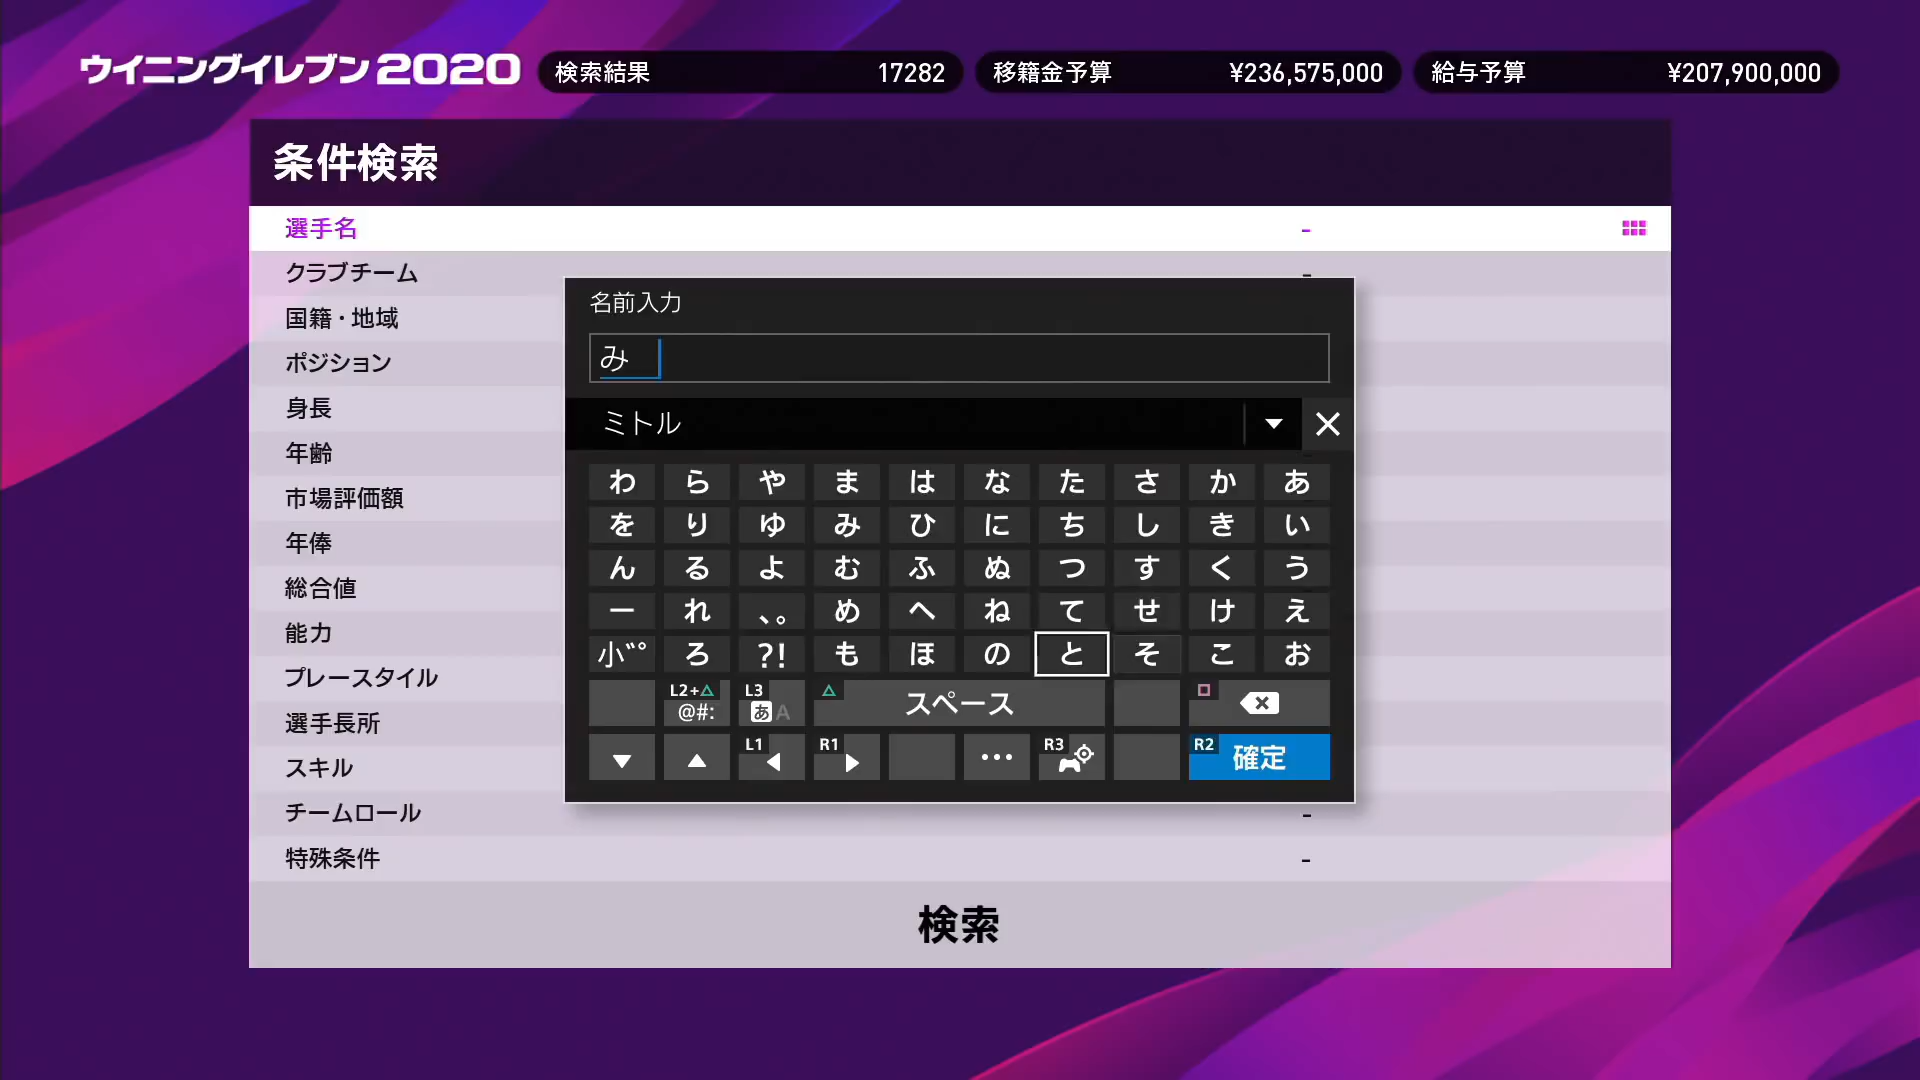 ウイニングイレブン 2020
検索結果 17282
移籍金予算 ¥236,575,000
給与予算 ¥207,900,000
条件検索
選手名 -
クラブチーム -
国籍・地域
ポジション
身長
年齢
市場評価額
年俸
総合値
能力
プレースタイル
選手長所
スキル
チームロール -
特殊条件 -
検索
名前入力
み
ミトル
わ ら や ま は な た さ か あ
を り ゆ み ひ に ち し き い
ん る よ む ふ ぬ つ す く う
ー れ 、。 め へ ね て せ け え
小゛゜ ろ ?! も ほ の と そ こ お
L2+△ @#: L3 あA △ スペース □
L1 R1 ... R3 R2 確定